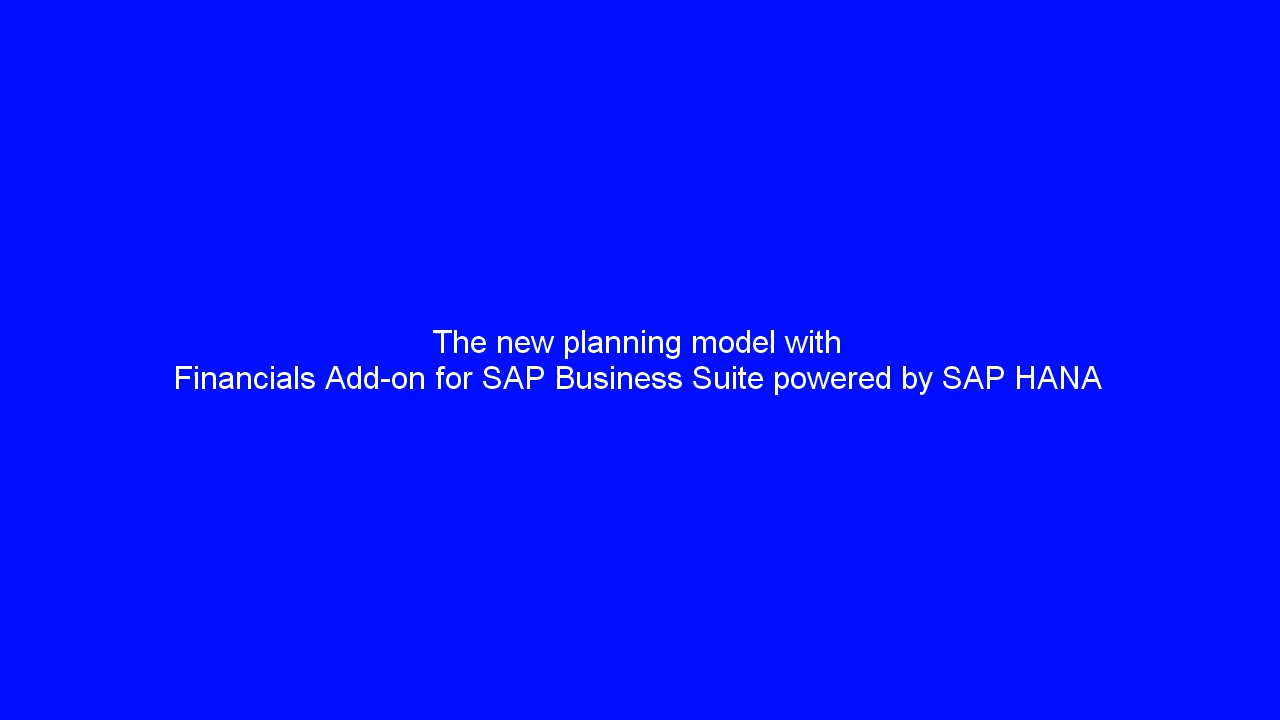 The new planning model with
Financials Add-on for SAP Business Suite powered by SAP HANA